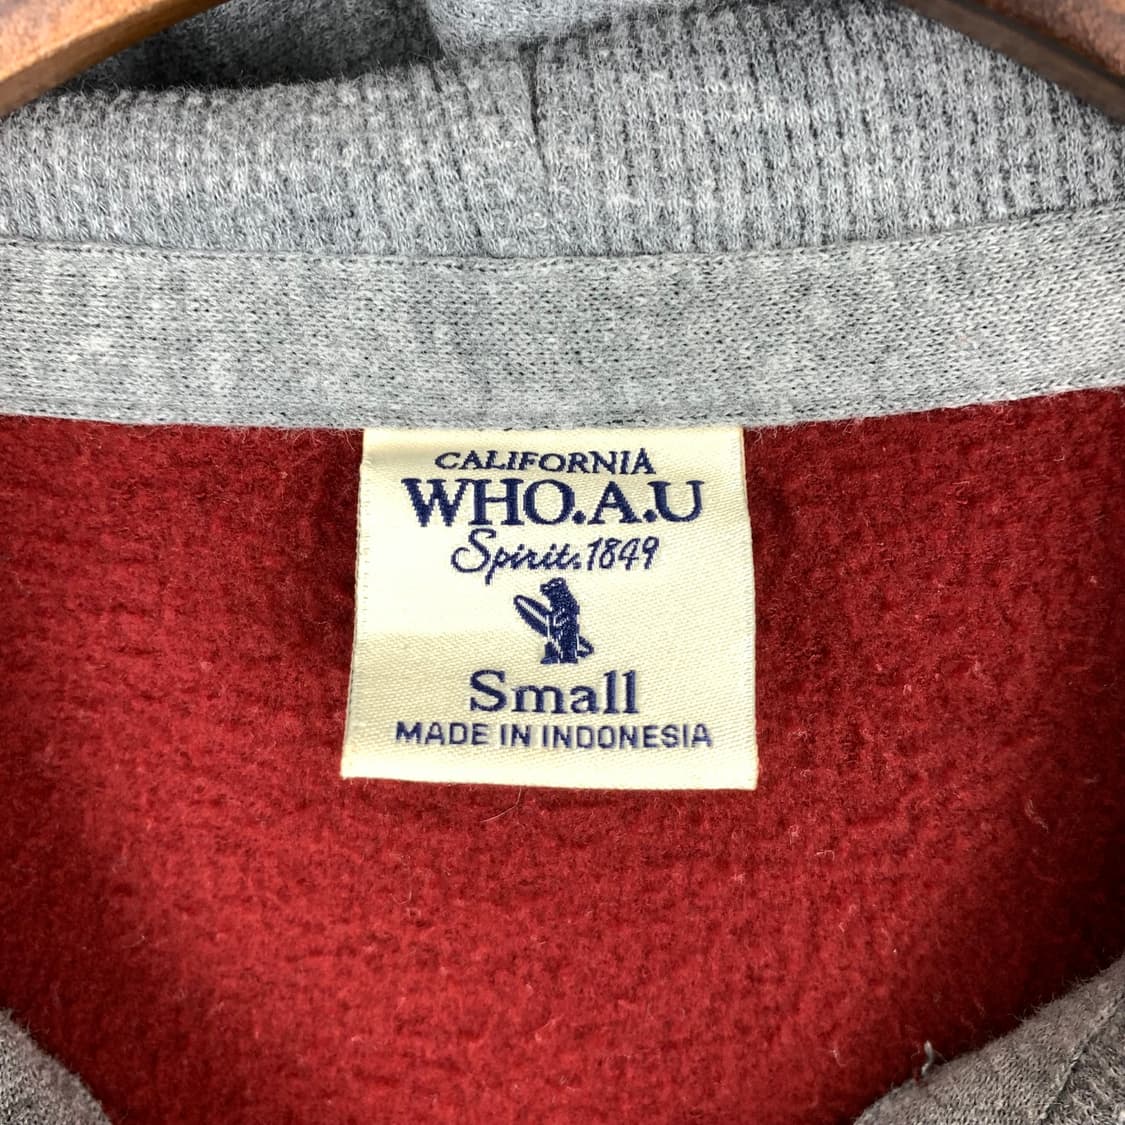 CALIFORNIA
WHO.A.U
Spirit.1849
Small
MADE IN INDONESIA